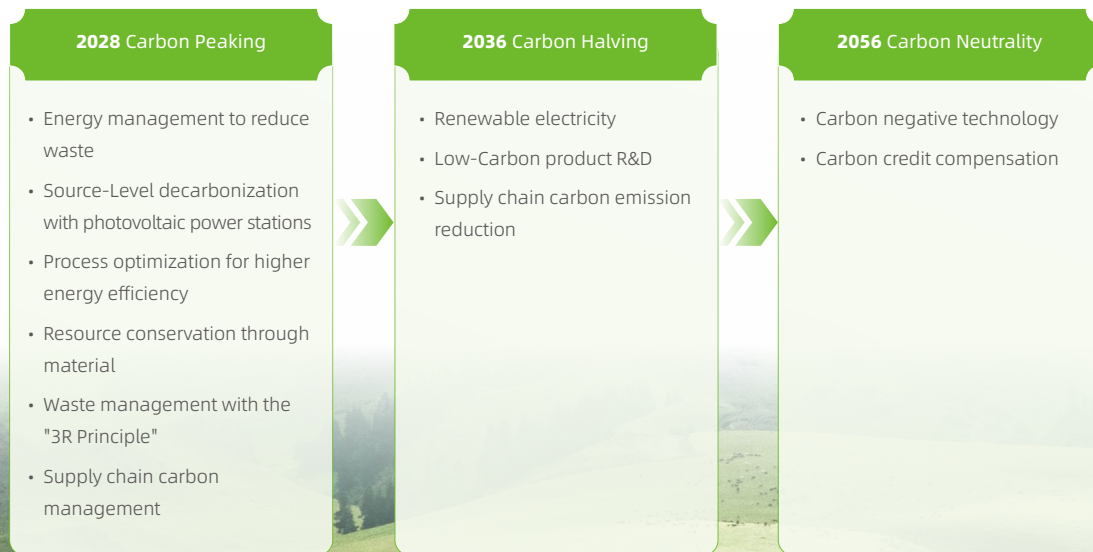 2028 Carbon Peaking
• Energy management to reduce
waste
• Source-Level decarbonization
with photovoltaic power stations
• Process optimization for higher
energy efficiency
• Resource conservation through
material
• Waste management with the
"3R Principle"
• Supply chain carbon
management
2036 Carbon Halving
• Renewable electricity
• Low-Carbon product R&D
• Supply chain carbon emission
reduction
2056 Carbon Neutrality
• Carbon negative technology
• Carbon credit compensation